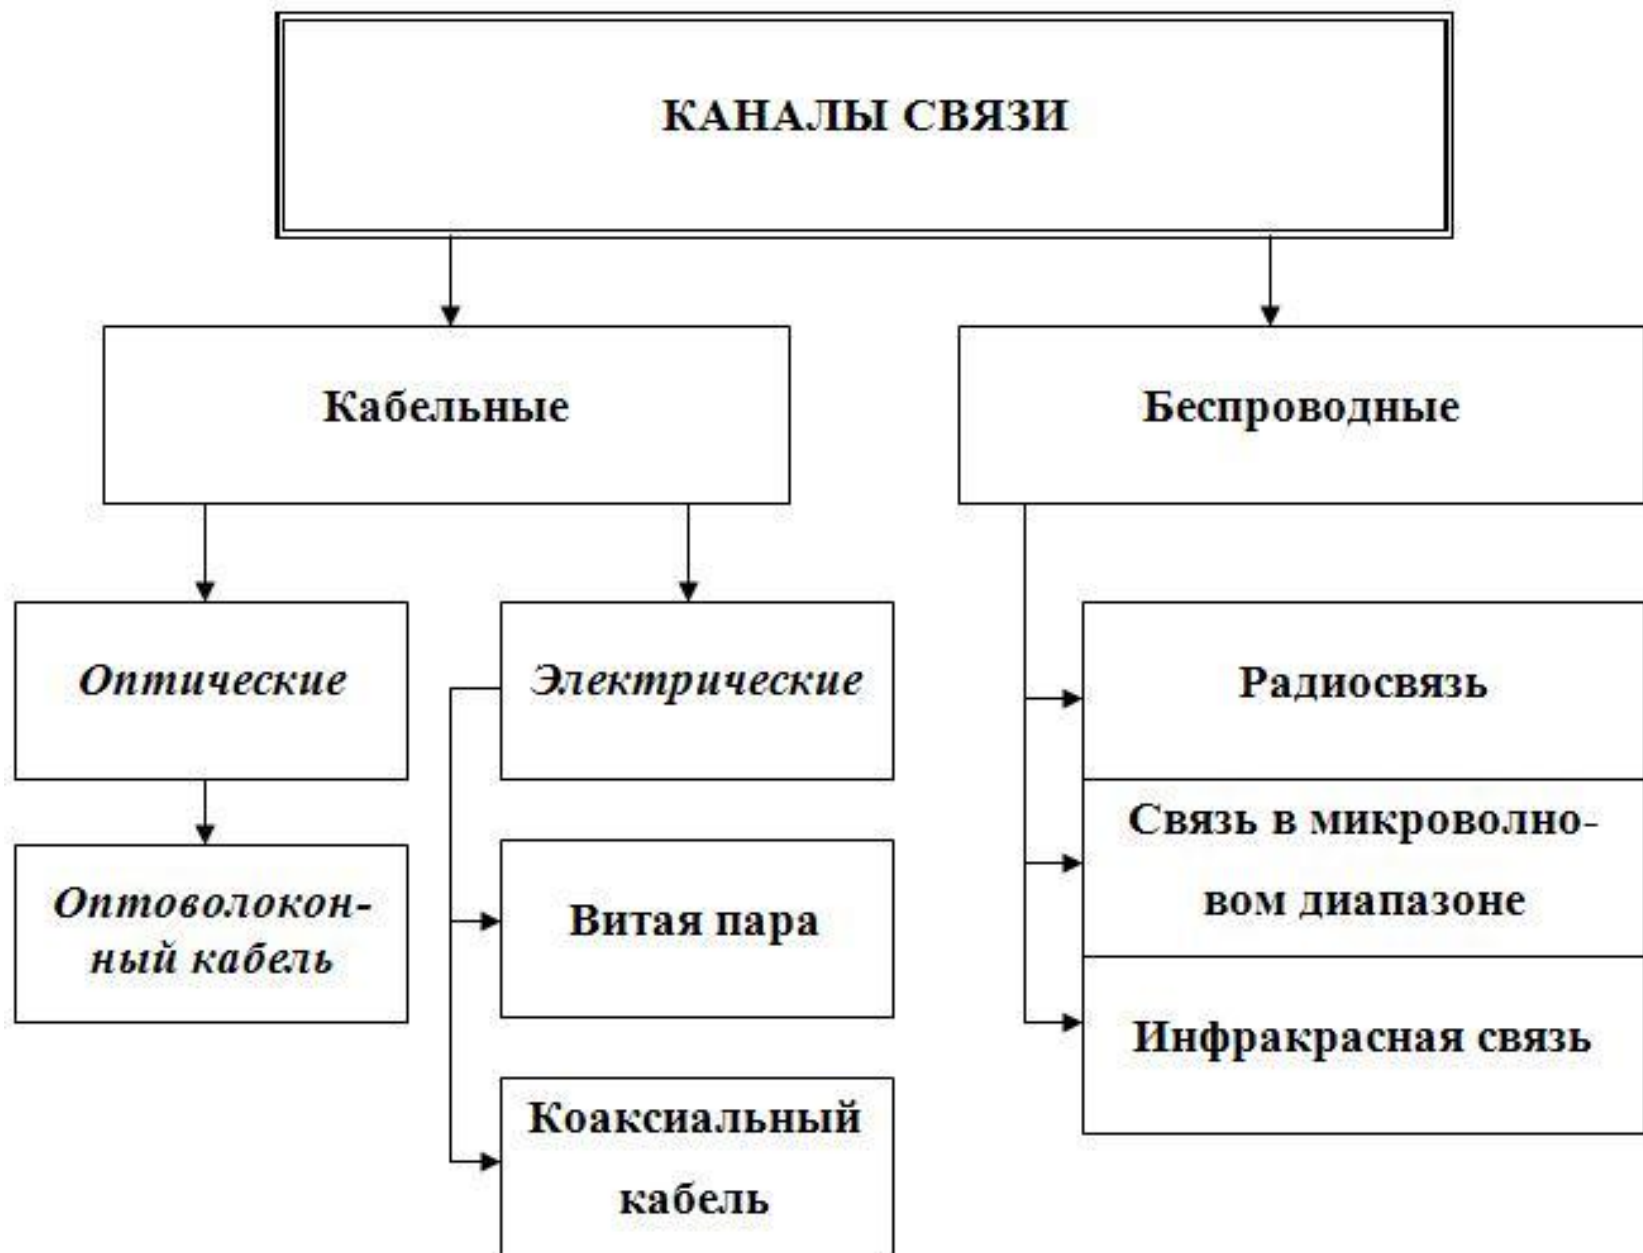 КАНАЛЫ СВЯЗИ
Кабельные
Беспроводные
Оптические
Электрические
Радиосвязь
Оптоволокон-
ный кабель
Витая пара
Связь в микроволно-
вом диапазоне
Коаксиальный
кабель
Инфракрасная связь